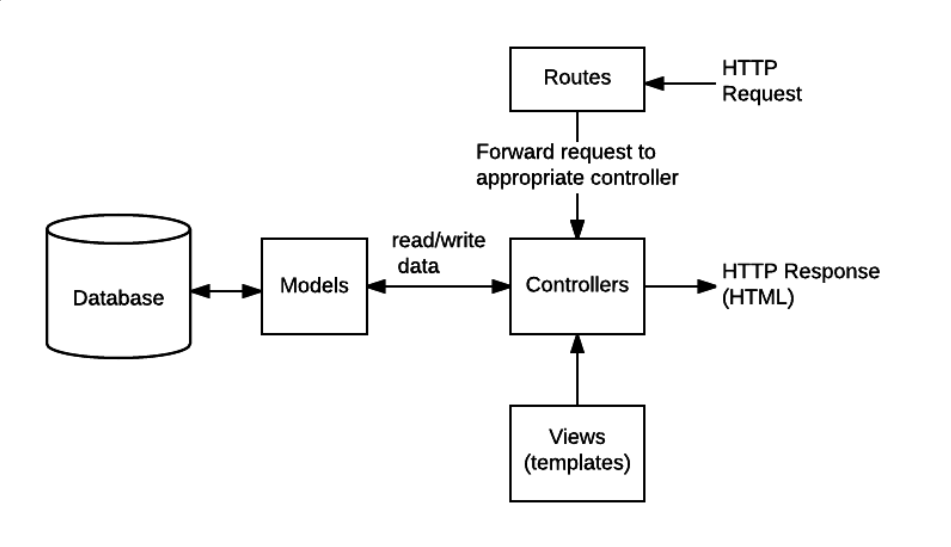 Routes
HTTP
Request
Forward request to
appropriate controller
read/write
data
Database
Models
Controllers
HTTP Response
(HTML)
Views
(templates)